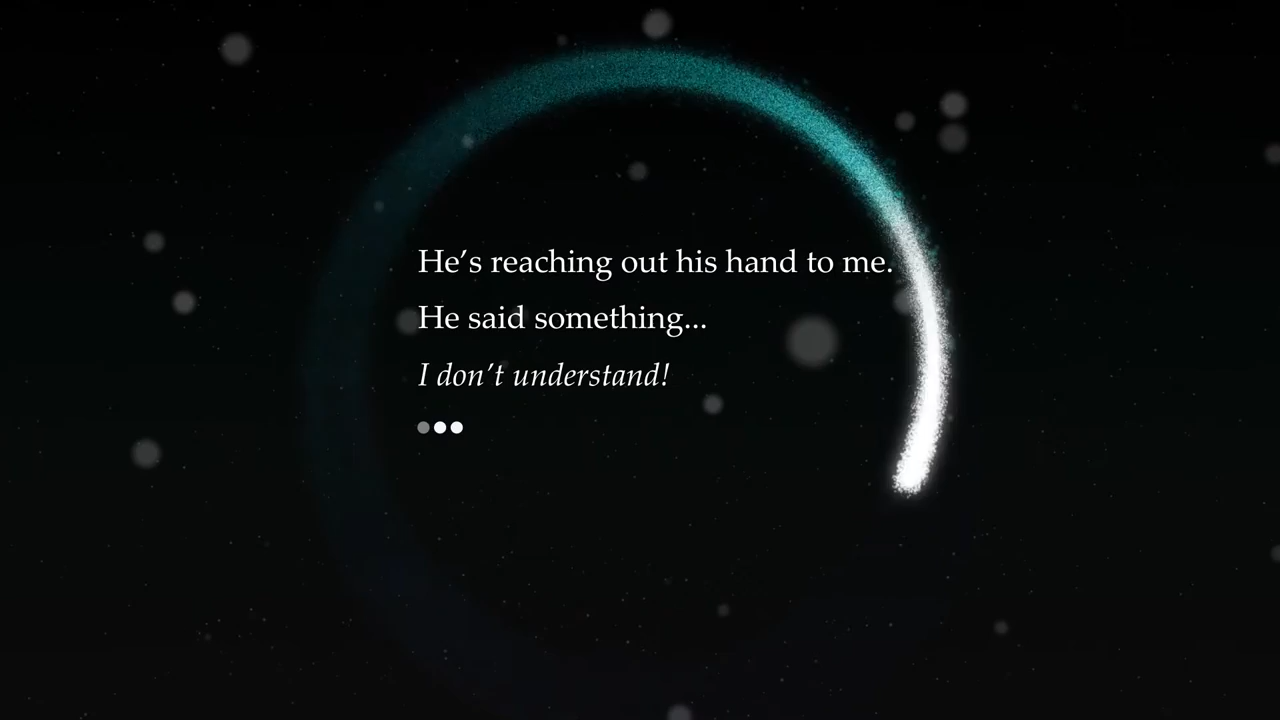 He’s reaching out his hand to me.
He said something...
I don’t understand!